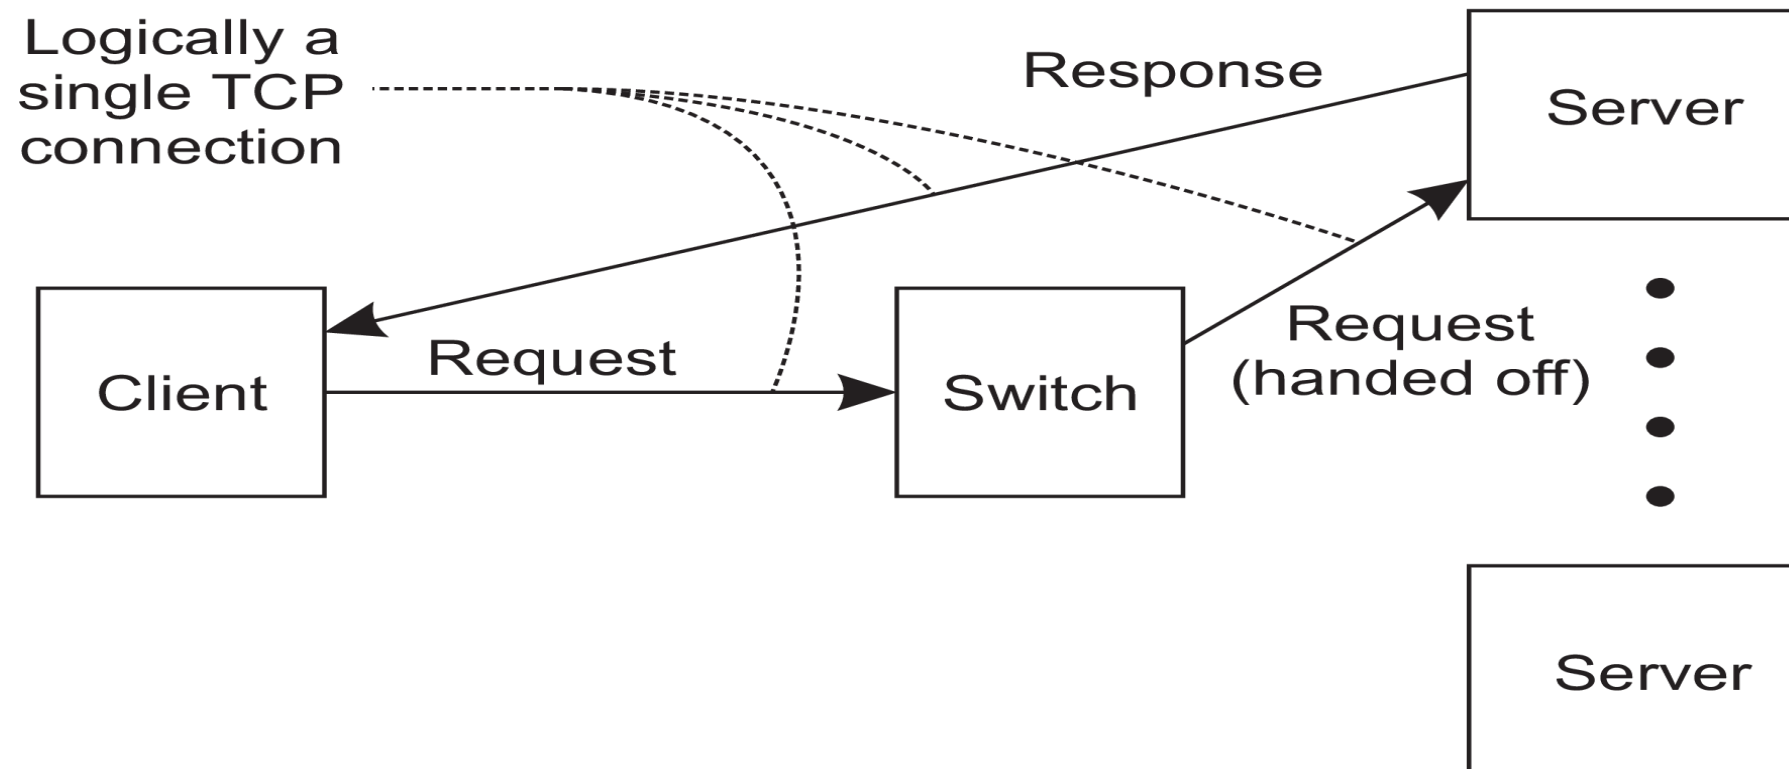 Logically a
single TCP
connection
Response
Server
Client
Request
Switch
Request
(handed off)
Server